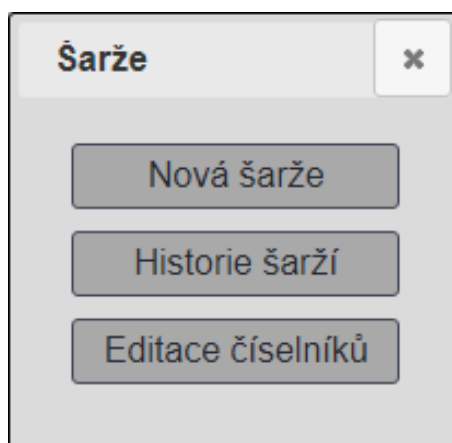 Šarže
Nová šarže
Historie šarží
Editace číselníků